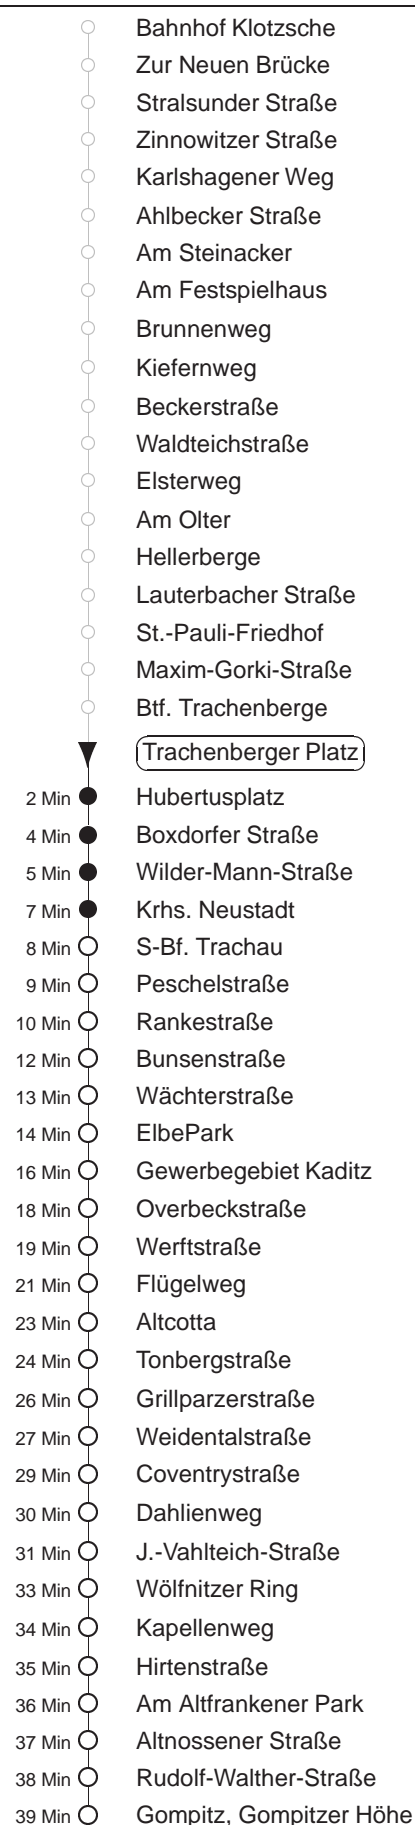 Bahnhof Klotzsche
Zur Neuen Brücke
Stralsunder Straße
Zinnowitzer Straße
Karlshagener Weg
Ahlbecker Straße
Am Steinacker
Am Festspielhaus
Brunnenweg
Kiefernweg
Beckerstraße
Waldteichstraße
Elsterweg
Am Olter
Hellerberge
Lauterbacher Straße
St.-Pauli-Friedhof
Maxim-Gorki-Straße
Btf. Trachenberge
Trachenberger Platz
2 Min Hubertusplatz
4 Min Boxdorfer Straße
5 Min Wilder-Mann-Straße
7 Min Krhs. Neustadt
8 Min S-Bf. Trachau
9 Min Peschelstraße
10 Min Rankestraße
12 Min Bunsenstraße
13 Min Wächterstraße
14 Min ElbePark
16 Min Gewerbegebiet Kaditz
18 Min Overbeckstraße
19 Min Werftstraße
21 Min Flügelweg
23 Min Altcotta
24 Min Tonbergstraße
26 Min Grillparzerstraße
27 Min Weidentalstraße
29 Min Coventrystraße
30 Min Dahlienweg
31 Min J.-Vahlteich-Straße
33 Min Wölfnitzer Ring
34 Min Kapellenweg
35 Min Hirtenstraße
36 Min Am Altfrankener Park
37 Min Altnossener Straße
38 Min Rudolf-Walther-Straße
39 Min Gompitz, Gompitzer Höhe